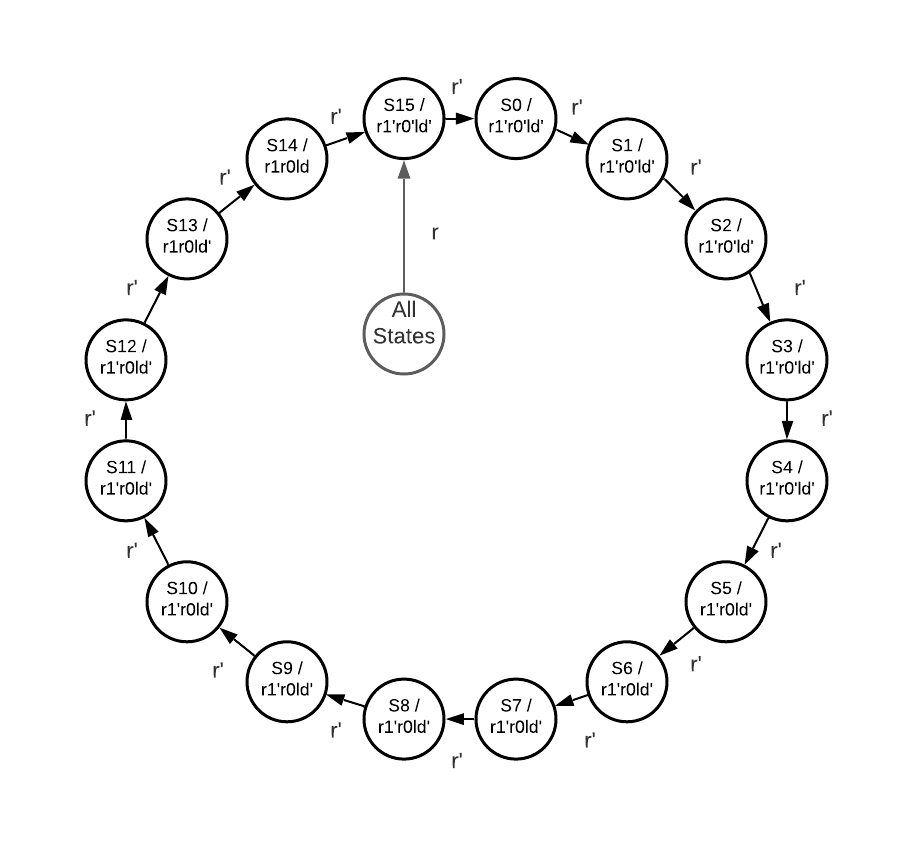 S0 /
r1'r0'ld'
r'
S1 /
r1'r0'ld'
r'
S2 /
r1'r0'ld'
r'
S3 /
r1'r0'ld'
r'
S4 /
r1'r0'ld'
r'
S5 /
r1'r0ld'
r'
S6 /
r1'r0ld'
r'
S7 /
r1'r0ld'
r'
S8 /
r1'r0ld'
r'
S9 /
r1'r0ld'
r'
S10 /
r1'r0ld'
r'
S11 /
r1'r0ld'
r'
S12 /
r1'r0ld'
r'
S13 /
r1r0ld'
r'
S14 /
r1r0ld
r'
S15 /
r1'r0'ld'
r'
r
All
States